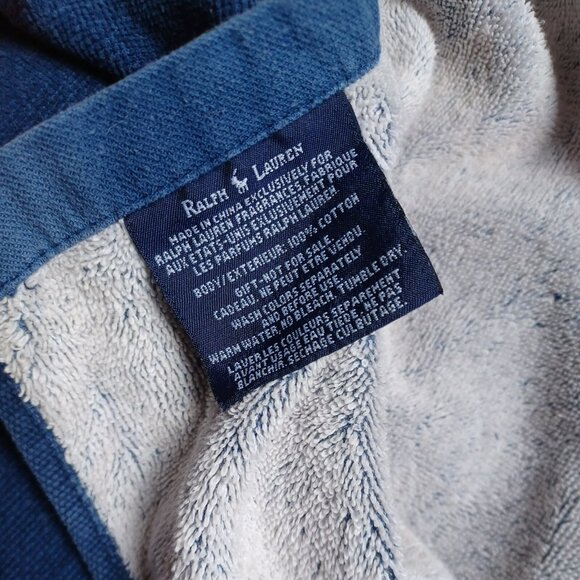 RALPH LAUREN
MADE IN CHINA EXCLUSIVELY FOR
RALPH LAUREN FRAGRANCES. FABRIQUE
AUX ETATS-UNIS EXCLUSIVEMENT POUR
LES PARFUMS RALPH LAUREN
BODY/EXTERIEUR: 100% COTTON
GIFT-NOT FOR SALE
CADEAU. NE PEUT ETRE VENDU
WASH COLORS SEPARATELY
AND BEFORE USE.
WARM WATER, NO BLEACH, TUMBLE DRY.
LAVER LES COULEURS SEPAREMENT
AVANT USAGE EAU TIEDE, NE PAS
BLANCHIR, SECHAGE CULBUTAGE.